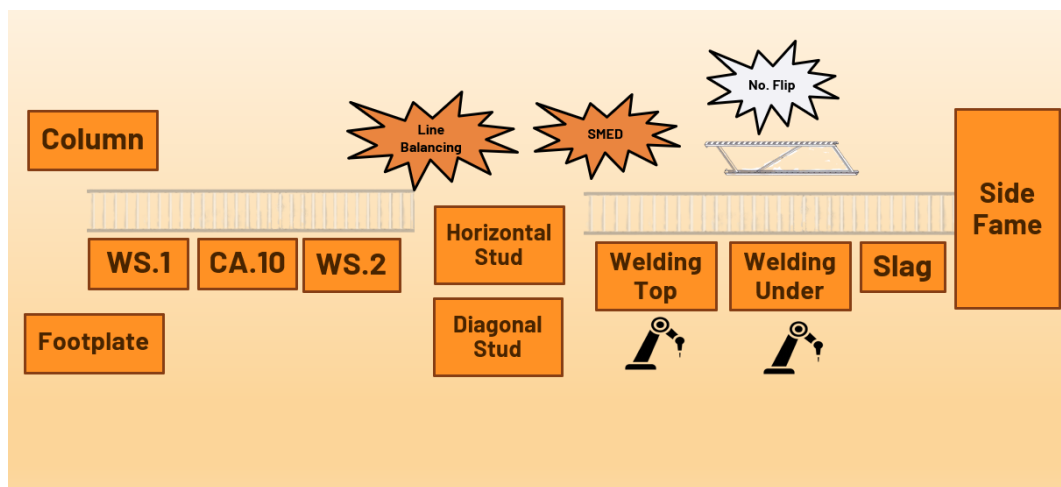 No. Flip
Line
Balancing
SMED
Column
Side
Fame
Horizontal
Stud
WS.1
CA.10
WS.2
Welding
Top
Welding
Under
Slag
Footplate
Diagonal
Stud